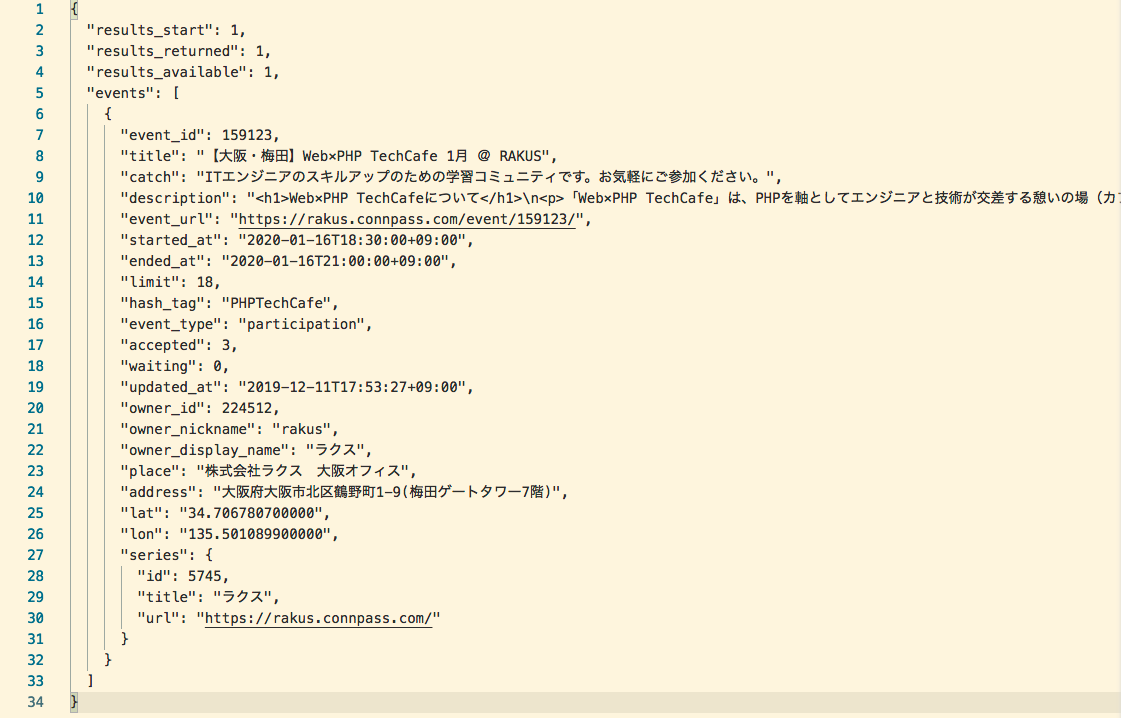 1 {
2 "results_start": 1,
3 "results_returned": 1,
4 "results_available": 1,
5 "events": [
6 {
7 "event_id": 159123,
8 "title": "【大阪・梅田】Web×PHP TechCafe 1月 @ RAKUS",
9 "catch": "ITエンジニアのスキルアップのための学習コミュニティです。お気軽にご参加ください。",
10 "description": "<h1>Web×PHP TechCafeについて</h1>\n<p>「Web×PHP TechCafe」は、PHPを軸としてエンジニアと技術が交差する憩いの場（カフ
11 "event_url": "https://rakus.connpass.com/event/159123/",
12 "started_at": "2020-01-16T18:30:00+09:00",
13 "ended_at": "2020-01-16T21:00:00+09:00",
14 "limit": 18,
15 "hash_tag": "PHPTechCafe",
16 "event_type": "participation",
17 "accepted": 3,
18 "waiting": 0,
19 "updated_at": "2019-12-11T17:53:27+09:00",
20 "owner_id": 224512,
21 "owner_nickname": "rakus",
22 "owner_display_name": "ラクス",
23 "place": "株式会社ラクス　大阪オフィス",
24 "address": "大阪府大阪市北区鶴野町1-9(梅田ゲートタワー7階)",
25 "lat": "34.706780700000",
26 "lon": "135.501089900000",
27 "series": {
28 "id": 5745,
29 "title": "ラクス",
30 "url": "https://rakus.connpass.com/"
31 }
32 }
33 ]
34 }